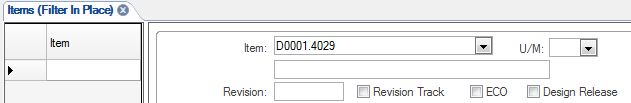 Items (Filter In Place)
Item
Item: D0001.4029 U/M:
Revision: Revision Track ECO Design Release